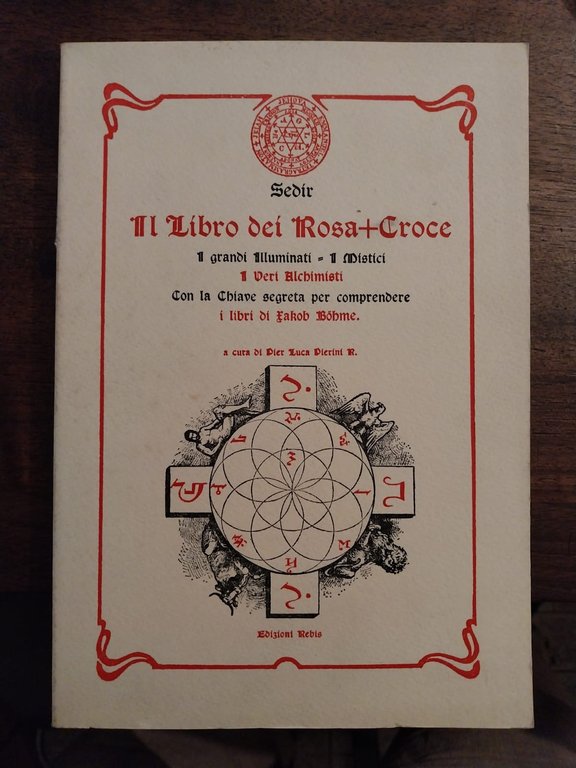 Sedir
Il Libro dei Rosa+Croce
I grandi Illuminati = I Mistici
I Veri Alchimisti
Con la Chiave segreta per comprendere
i libri di Jakob Böhme.
a cura di Pier Luca Pierini R.
Edizioni Rebis